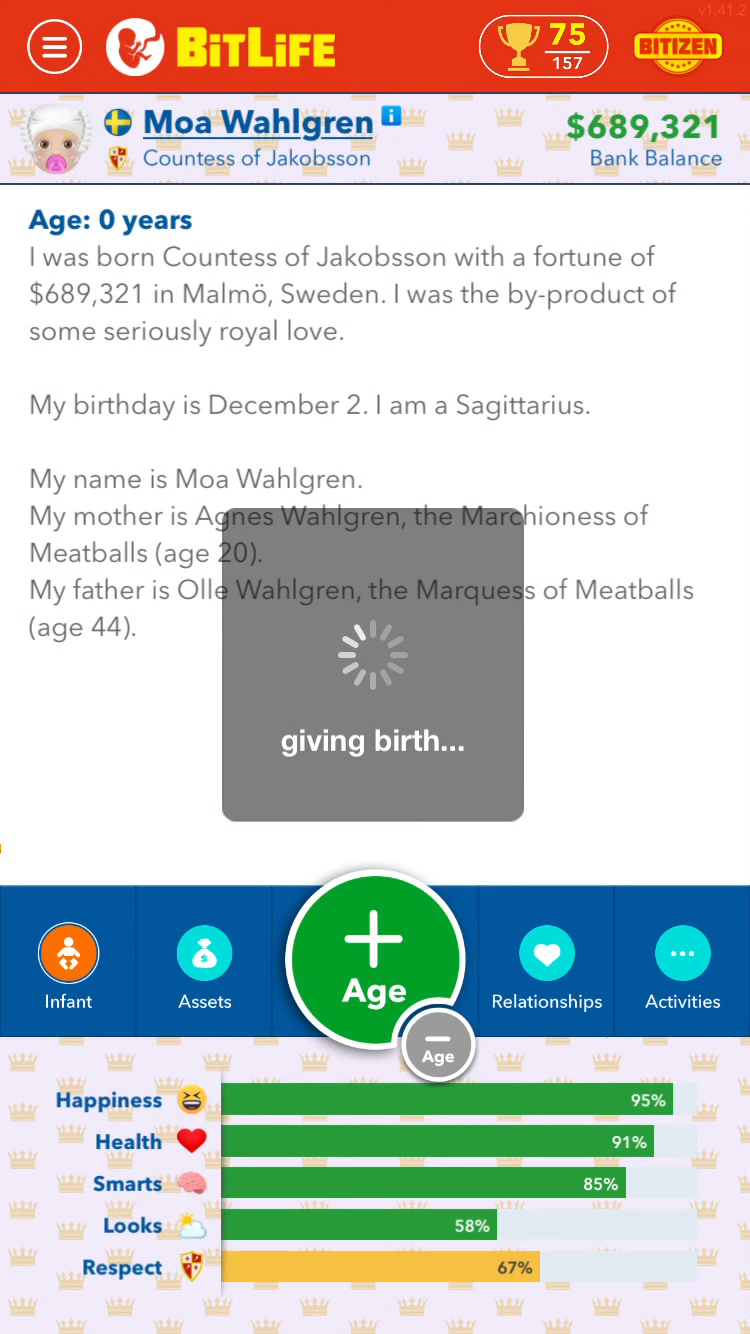 v1.41.2
BITLIFE
75
157
BITIZEN
Moa Wahlgren i
Countess of Jakobsson
$689,321
Bank Balance
Age: 0 years
I was born Countess of Jakobsson with a fortune of
$689,321 in Malmö, Sweden. I was the by-product of
some seriously royal love.
My birthday is December 2. I am a Sagittarius.
My name is Moa Wahlgren.
My mother is Agnes Wahlgren, the Marchioness of
Meatballs (age 20).
My father is Olle Wahlgren, the Marquess of Meatballs
(age 44).
giving birth...
Infant
Assets
Age
Age
Relationships
Activities
Happiness 95%
Health 91%
Smarts 85%
Looks 58%
Respect 67%